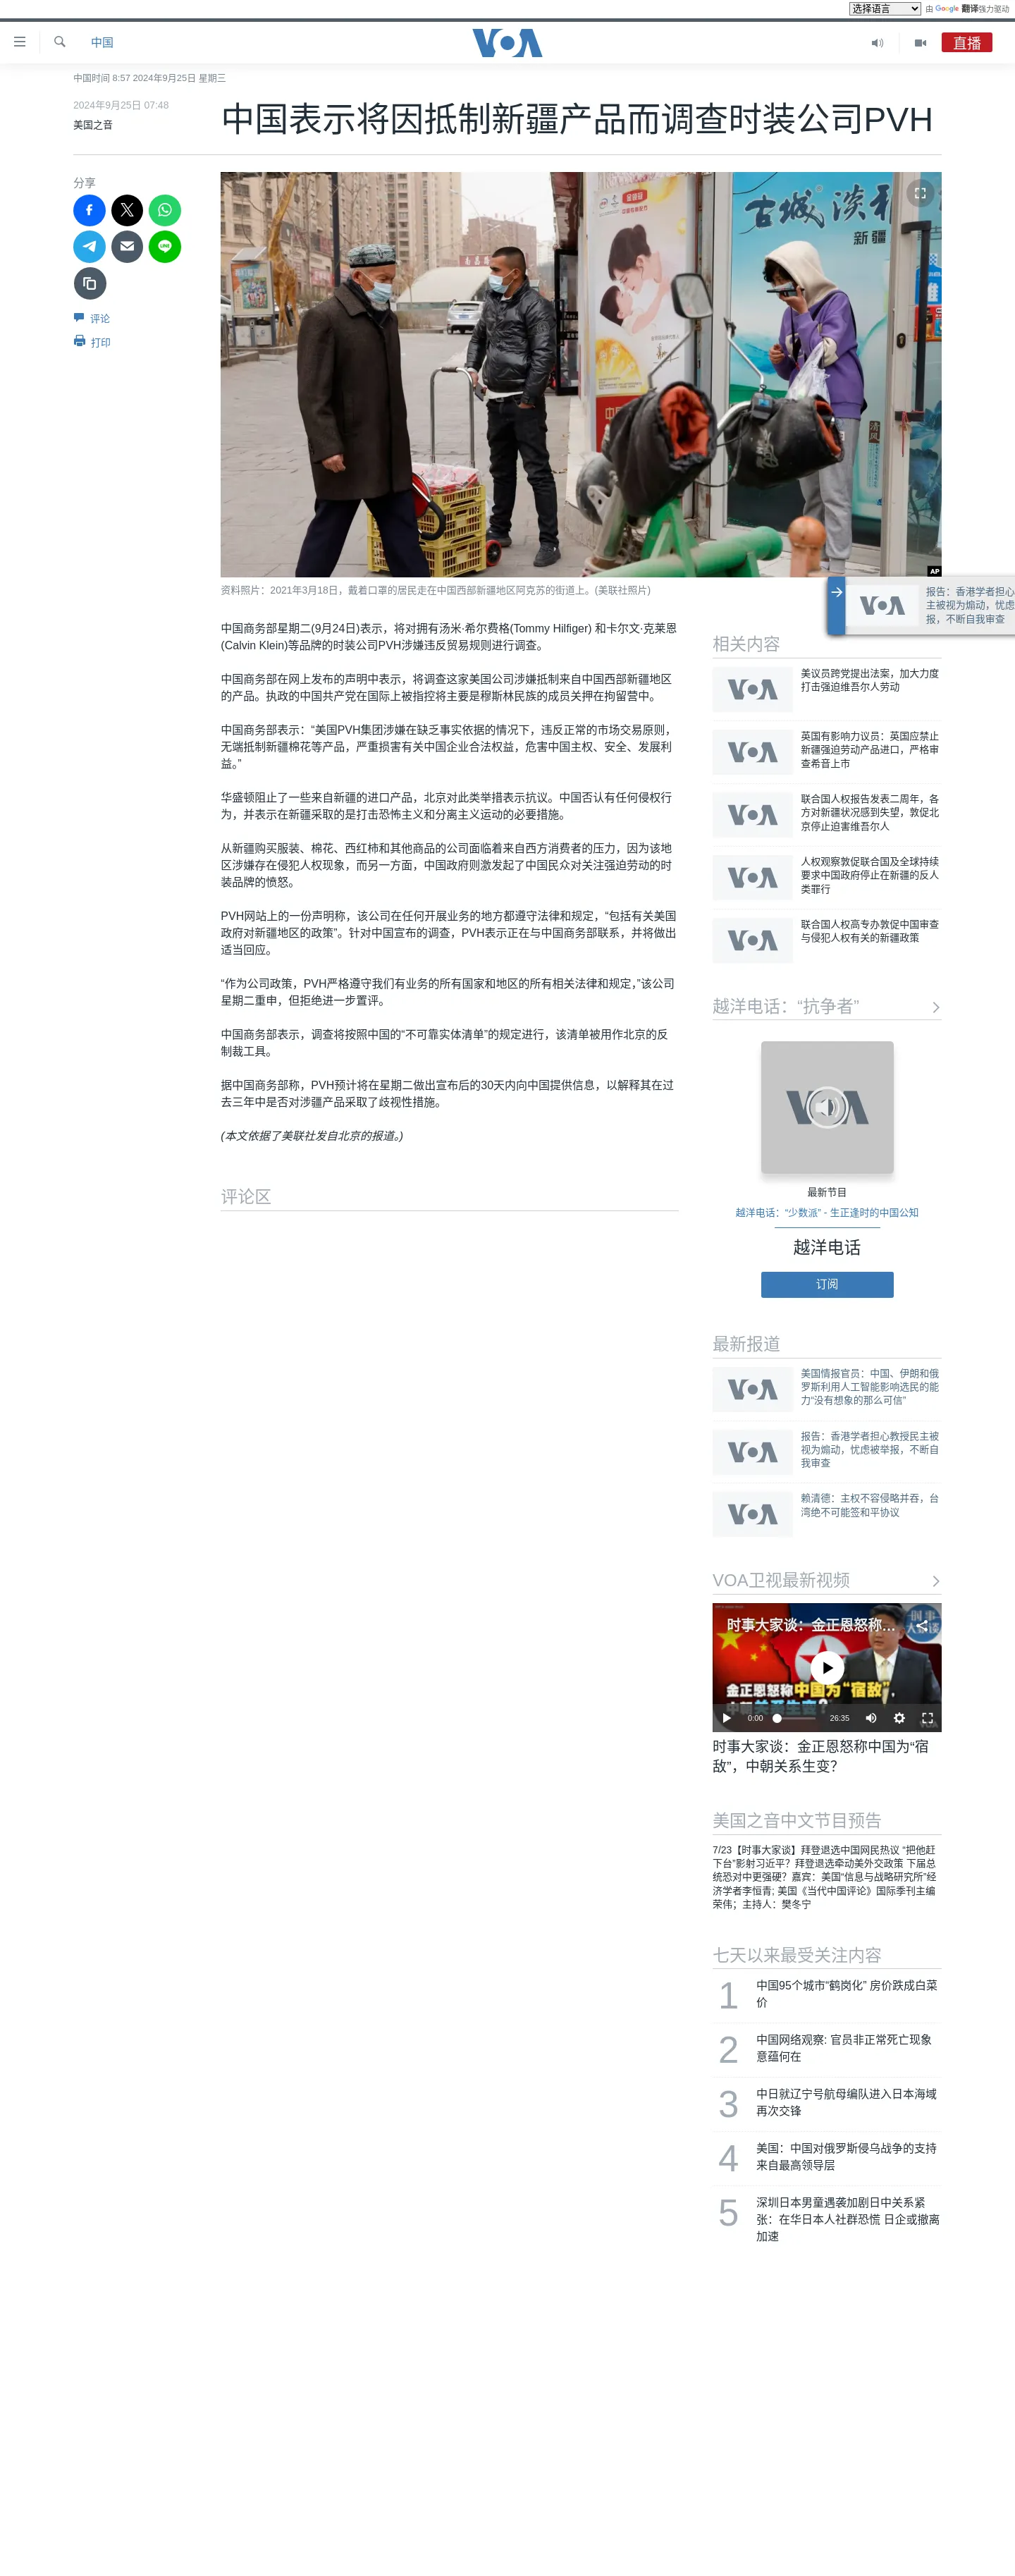 选择语言 由 Google 翻译强力驱动
中国
VOA
直播
中国时间 8:57 2024年9月25日 星期三
2024年9月25日 07:48
美国之音
中国表示将因抵制新疆产品而调查时装公司PVH
分享
评论
打印
古城
新疆
AP
资料照片：2021年3月18日，戴着口罩的居民走在中国西部新疆地区阿克苏的街道上。(美联社照片)
报告：香港学者担心
主被视为煽动，忧虑
报，不断自我审查
中国商务部星期二(9月24日)表示，将对拥有汤米·希尔费格(Tommy Hilfiger) 和卡尔文·克莱恩
(Calvin Klein)等品牌的时装公司PVH涉嫌违反贸易规则进行调查。
中国商务部在网上发布的声明中表示，将调查这家美国公司涉嫌抵制来自中国西部新疆地区
的产品。执政的中国共产党在国际上被指控将主要是穆斯林民族的成员关押在拘留营中。
中国商务部表示：“美国PVH集团涉嫌在缺乏事实依据的情况下，违反正常的市场交易原则，
无端抵制新疆棉花等产品，严重损害有关中国企业合法权益，危害中国主权、安全、发展利
益。”
华盛顿阻止了一些来自新疆的进口产品，北京对此类举措表示抗议。中国否认有任何侵权行
为，并表示在新疆采取的是打击恐怖主义和分离主义运动的必要措施。
从新疆购买服装、棉花、西红柿和其他商品的公司面临着来自西方消费者的压力，因为该地
区涉嫌存在侵犯人权现象，而另一方面，中国政府则激发起了中国民众对关注强迫劳动的时
装品牌的愤怒。
PVH网站上的一份声明称，该公司在任何开展业务的地方都遵守法律和规定，“包括有关美国
政府对新疆地区的政策”。针对中国宣布的调查，PVH表示正在与中国商务部联系，并将做出
适当回应。
“作为公司政策，PVH严格遵守我们有业务的所有国家和地区的所有相关法律和规定，”该公司
星期二重申，但拒绝进一步置评。
中国商务部表示，调查将按照中国的“不可靠实体清单”的规定进行，该清单被用作北京的反
制裁工具。
据中国商务部称，PVH预计将在星期二做出宣布后的30天内向中国提供信息，以解释其在过
去三年中是否对涉疆产品采取了歧视性措施。
(本文依据了美联社发自北京的报道。)
评论区
相关内容
VOA
美议员跨党提出法案，加大力度
打击强迫维吾尔人劳动
VOA
英国有影响力议员：英国应禁止
新疆强迫劳动产品进口，严格审
查希音上市
VOA
联合国人权报告发表二周年，各
方对新疆状况感到失望，敦促北
京停止迫害维吾尔人
VOA
人权观察敦促联合国及全球持续
要求中国政府停止在新疆的反人
类罪行
VOA
联合国人权高专办敦促中国审查
与侵犯人权有关的新疆政策
越洋电话：“抗争者”
VOA
最新节目
越洋电话：“少数派” - 生正逢时的中国公知
越洋电话
订阅
最新报道
VOA
美国情报官员：中国、伊朗和俄
罗斯利用人工智能影响选民的能
力“没有想象的那么可信”
VOA
报告：香港学者担心教授民主被
视为煽动，忧虑被举报，不断自
我审查
VOA
赖清德：主权不容侵略并吞，台
湾绝不可能签和平协议
VOA卫视最新视频
时事大家谈：金正恩怒称…
金正恩怒称中国为“宿敌”
中朝关系生变？
0:00
26:35
时事大家谈：金正恩怒称中国为“宿
敌”，中朝关系生变？
美国之音中文节目预告
7/23【时事大家谈】拜登退选中国网民热议 “把他赶
下台”影射习近平？拜登退选牵动美外交政策 下届总
统恐对中更强硬？嘉宾：美国“信息与战略研究所”经
济学者李恒青; 美国《当代中国评论》国际季刊主编
荣伟；主持人：樊冬宁
七天以来最受关注内容
1 中国95个城市“鹤岗化” 房价跌成白菜
价
2 中国网络观察: 官员非正常死亡现象
意蕴何在
3 中日就辽宁号航母编队进入日本海域
再次交锋
4 美国：中国对俄罗斯侵乌战争的支持
来自最高领导层
5 深圳日本男童遇袭加剧日中关系紧
张：在华日本人社群恐慌 日企或撤离
加速